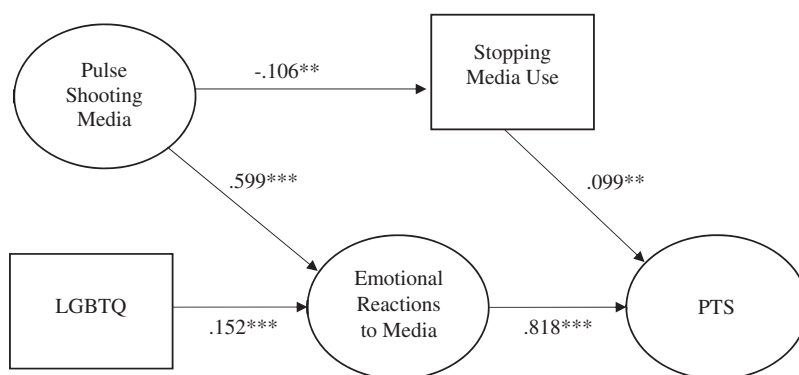 Pulse
Shooting
Media
-.106**
Stopping
Media Use
.599***
.099**
LGBTQ
.152***
Emotional
Reactions
to Media
.818***
PTS